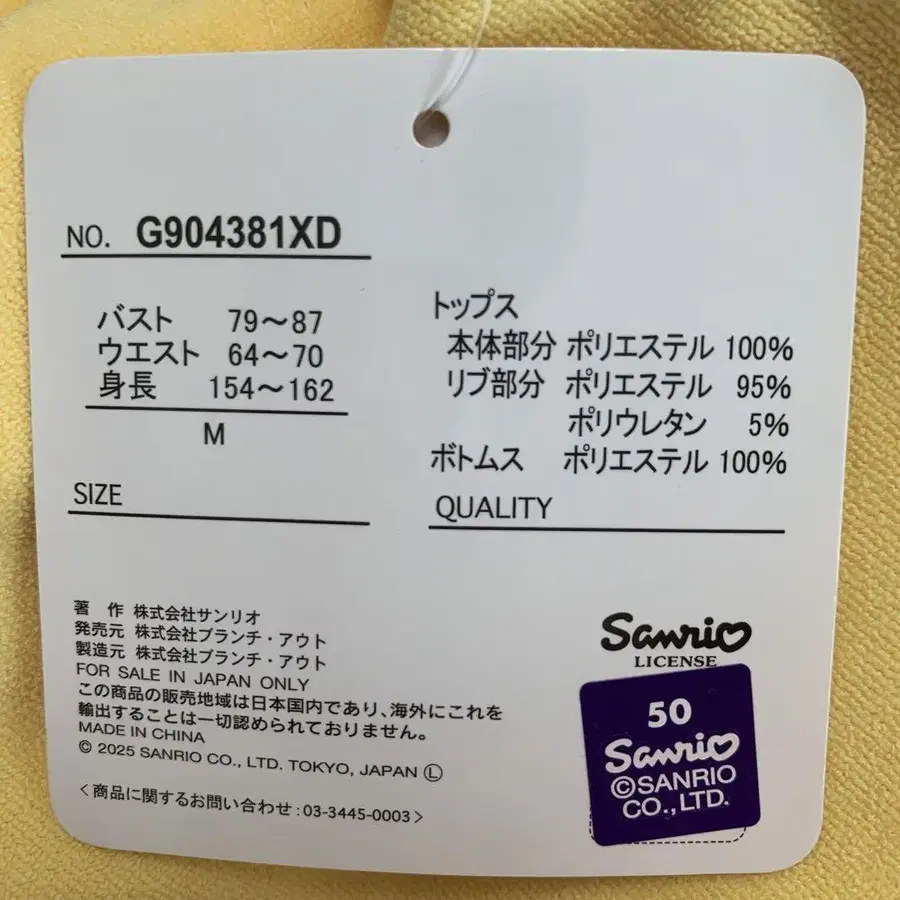 NO. G904381XD
バスト 79～87
ウエスト 64～70
身長 154～162
M
SIZE
トップス
本体部分 ポリエステル 100%
リブ部分 ポリエステル 95%
ポリウレタン 5%
ボトムス ポリエステル 100%
QUALITY
著 作 株式会社サンリオ
発売元 株式会社ブランチ・アウト
製造元 株式会社ブランチ・アウト
FOR SALE IN JAPAN ONLY
この商品の販売地域は日本国内であり､海外にこれを
輸出することは一切認められておりません。
MADE IN CHINA
© 2025 SANRIO CO., LTD. TOKYO, JAPAN Ⓛ
〈商品に関するお問い合わせ:03-3445-0003〉
Sanrio
LICENSE
50
Sanrio
©SANRIO
CO.,LTD.